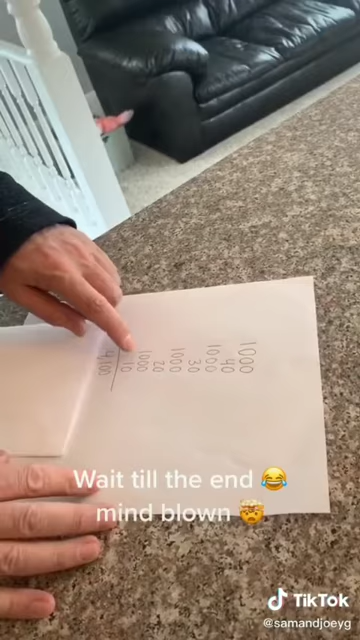 1000
40
1000
30
1000
20
1000
10
4100
Wait till the end 😂
mind blown 🤯
TikTok
@samandjoeyg